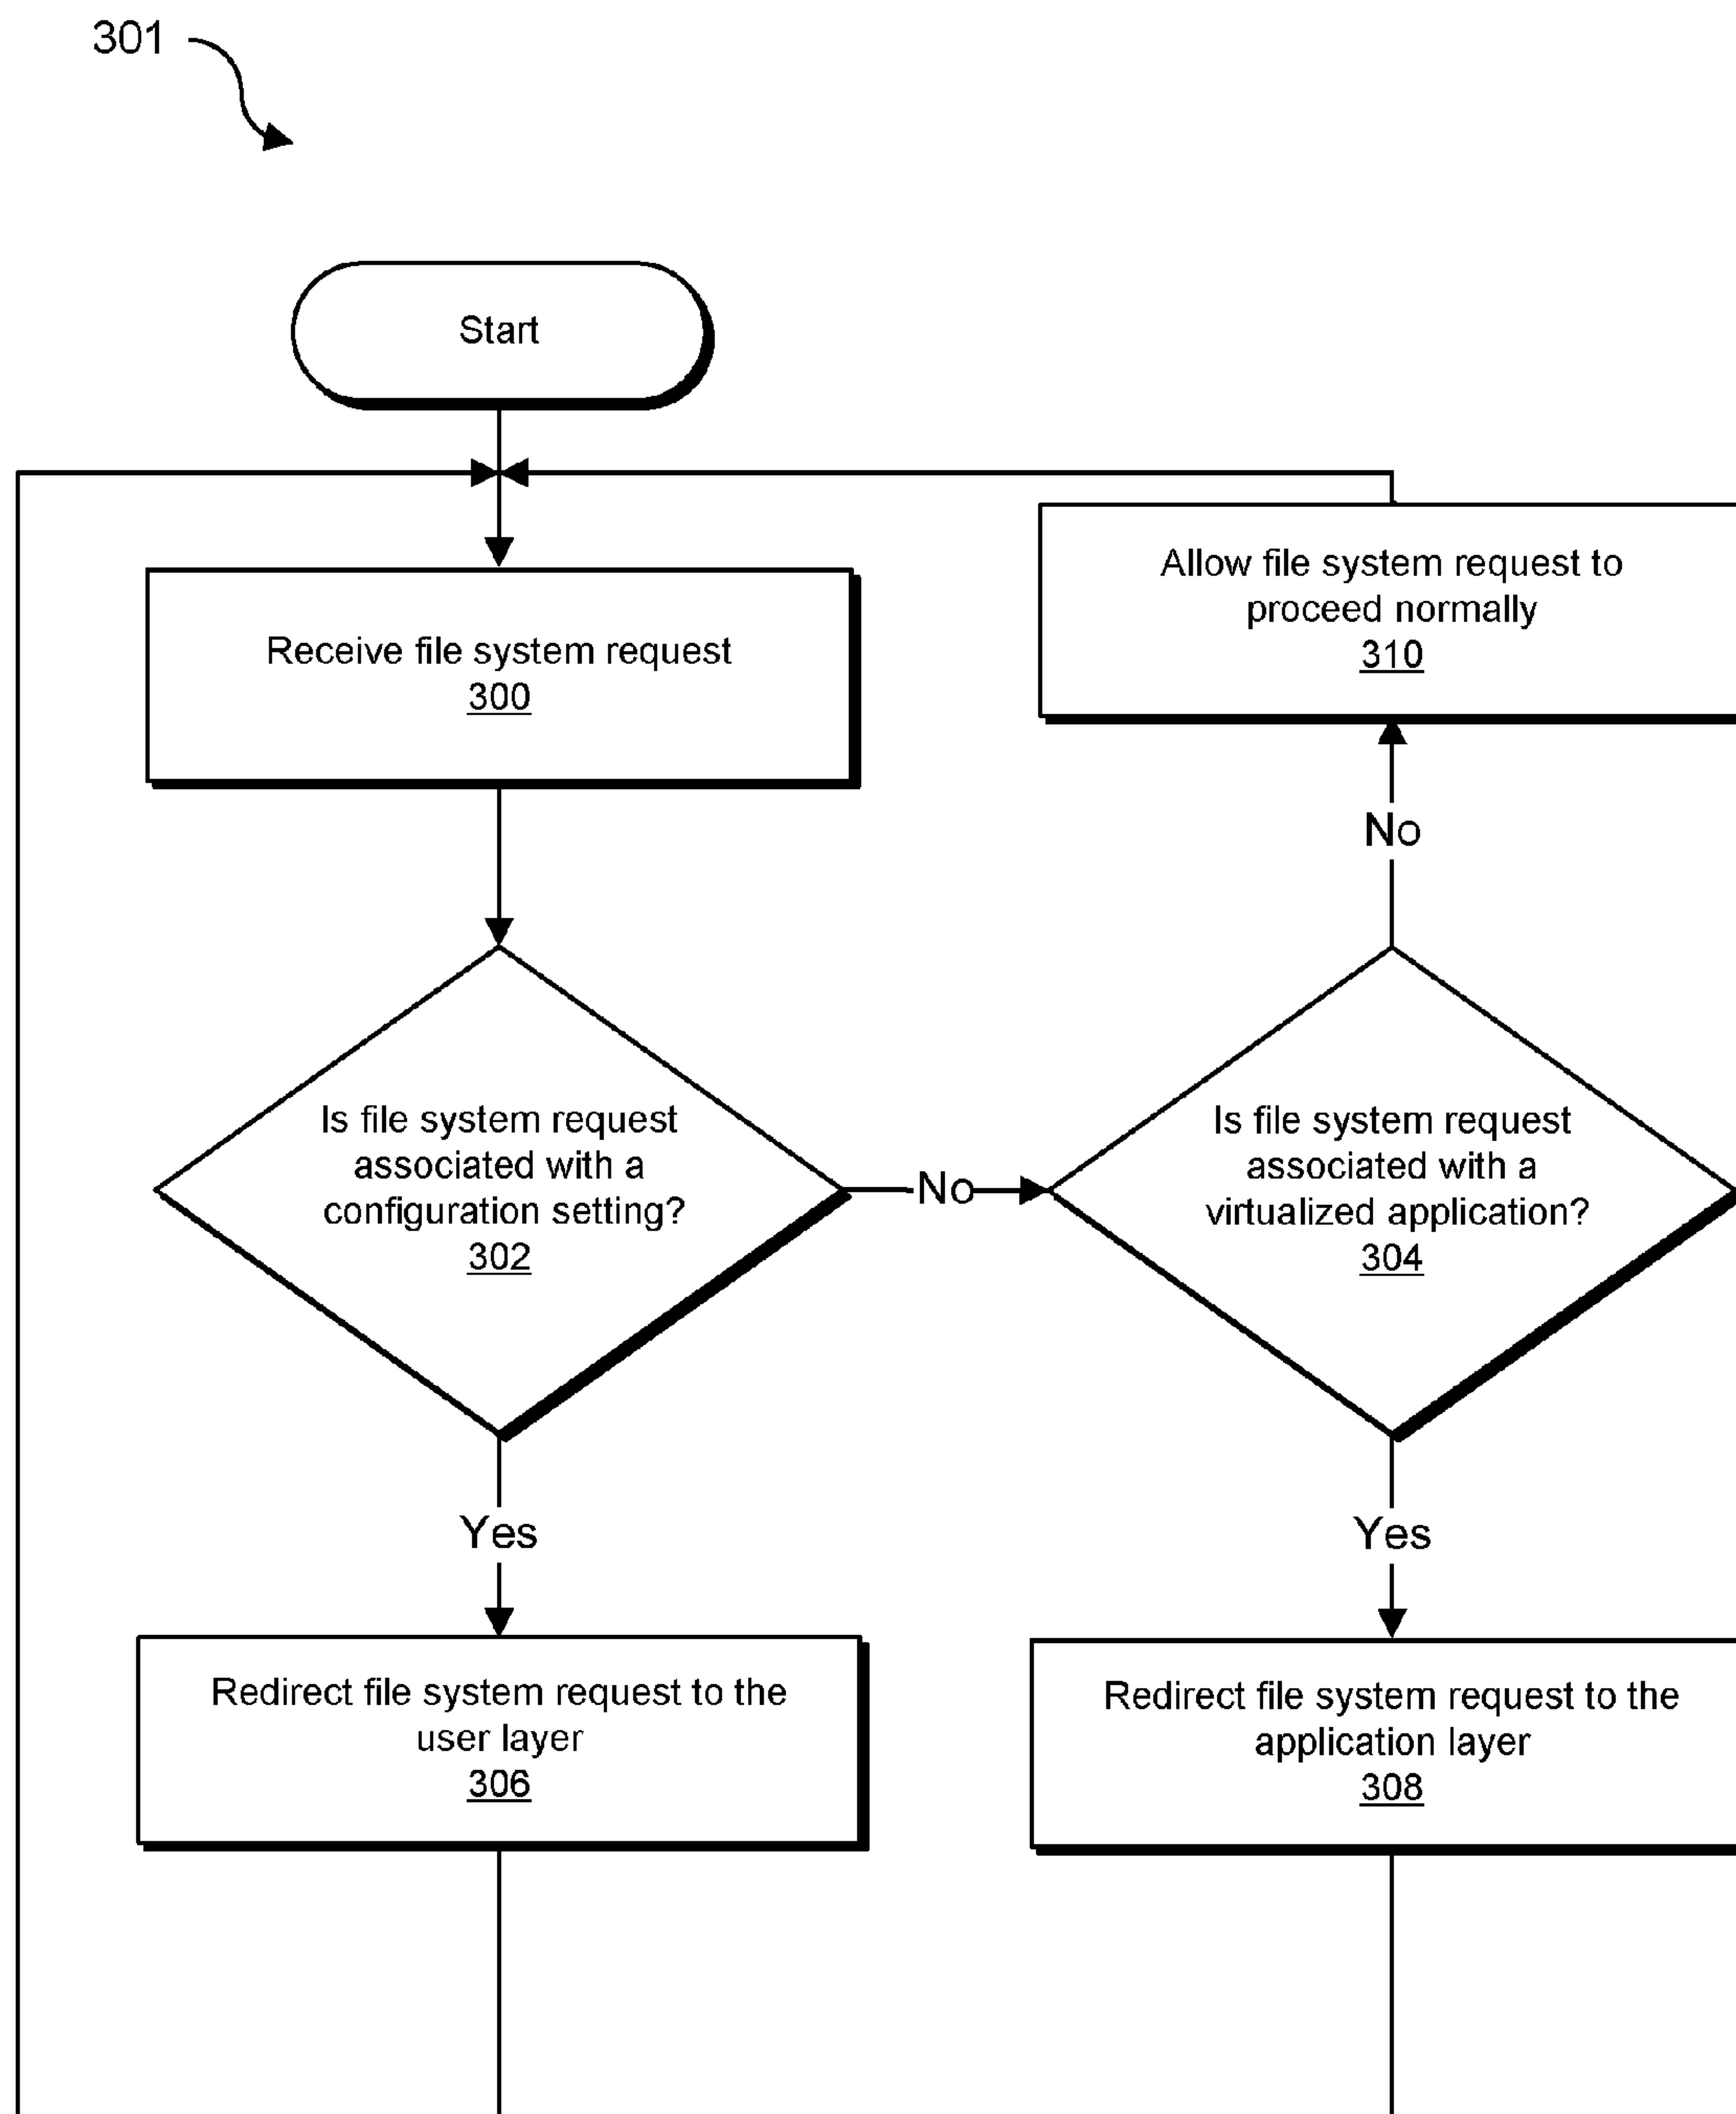 301
Start
Receive file system request
300
Allow file system request to
proceed normally
310
No
Is file system request
associated with a
configuration setting?
302
No
Is file system request
associated with a
virtualized application?
304
Yes
Yes
Redirect file system request to the
user layer
306
Redirect file system request to the
application layer
308